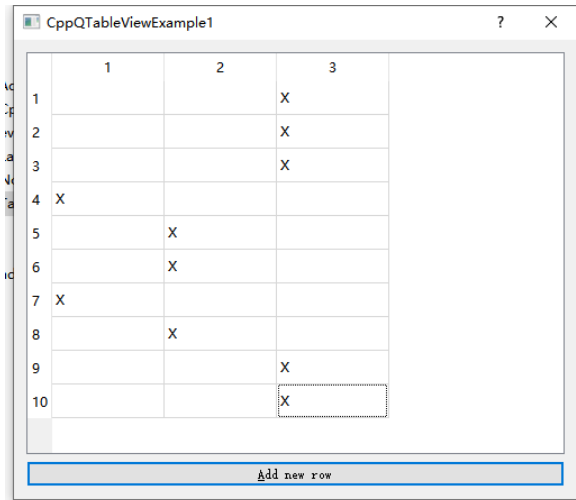 CppQTableViewExample1 ?
1 2 3
1 X
2 X
3 X
4 X
5 X
6 X
7 X
8 X
9 X
10 X
Add new row